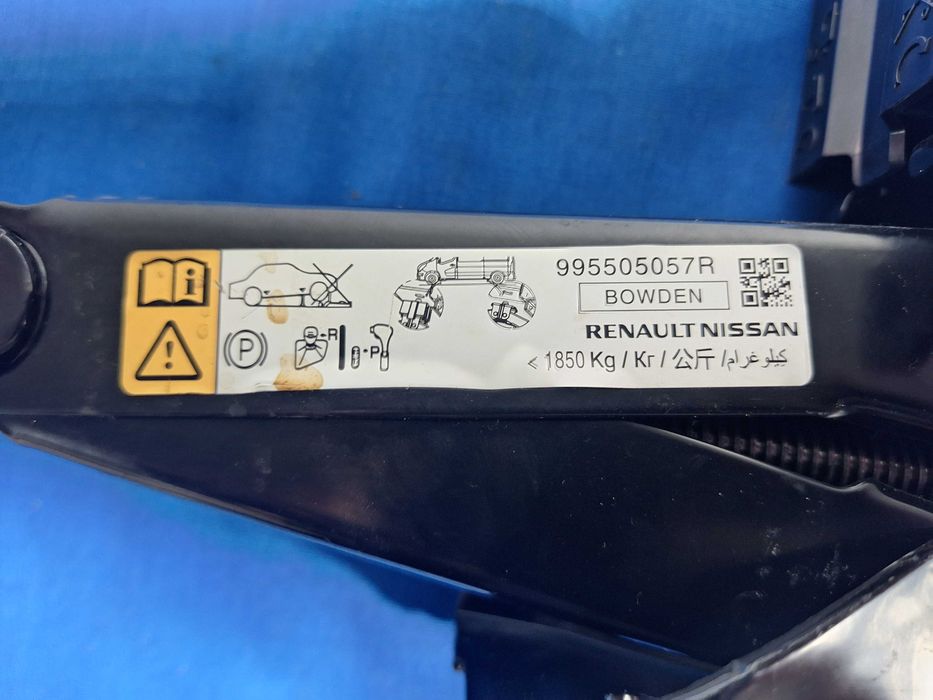 995505057R
BOWDEN
RENAULT NISSAN
< 1850 Kg / Кг / 公斤 / كيلوغرام
P
R
P